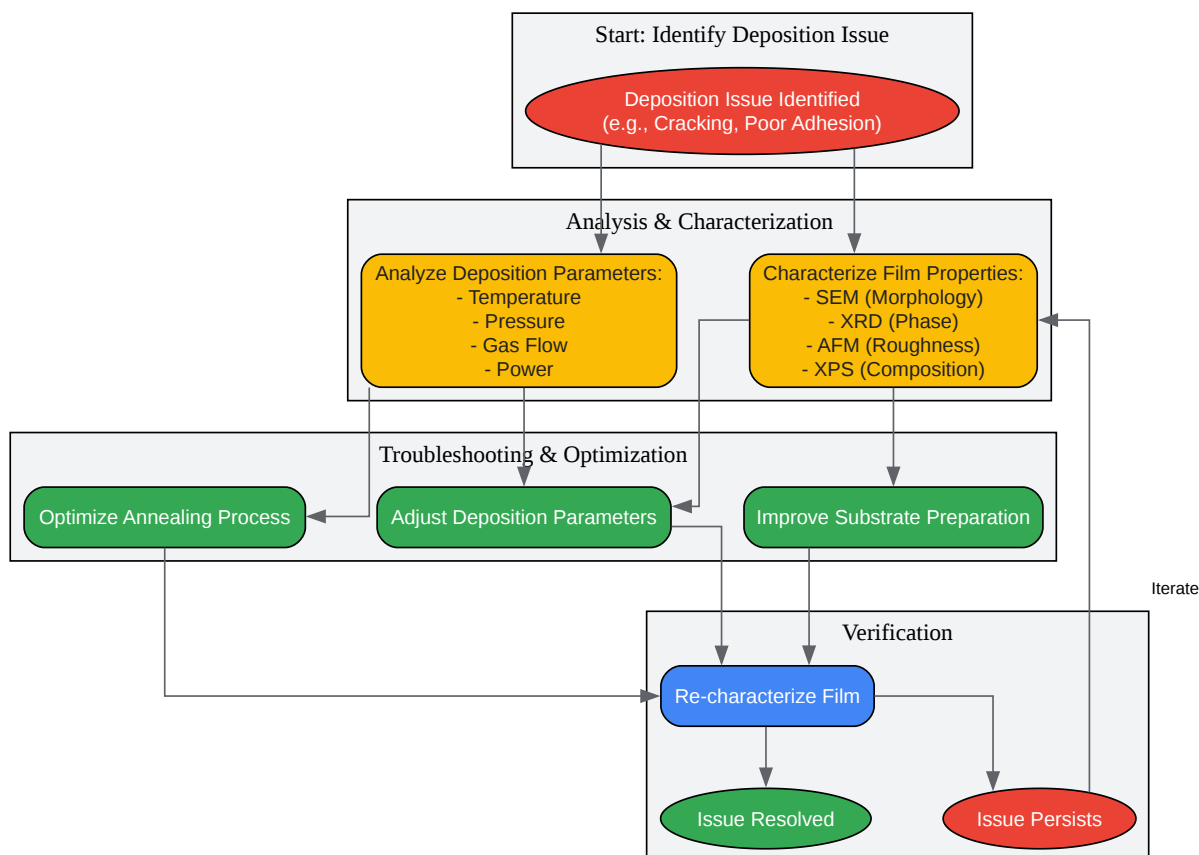 Start: Identify Deposition Issue
Deposition Issue Identified
(e.g., Cracking, Poor Adhesion)
Analysis & Characterization
Analyze Deposition Parameters:
- Temperature
- Pressure
- Gas Flow
- Power
Characterize Film Properties:
- SEM (Morphology)
- XRD (Phase)
- AFM (Roughness)
- XPS (Composition)
Troubleshooting & Optimization
Optimize Annealing Process
Adjust Deposition Parameters
Improve Substrate Preparation
Iterate
Verification
Re-characterize Film
Issue Resolved
Issue Persists